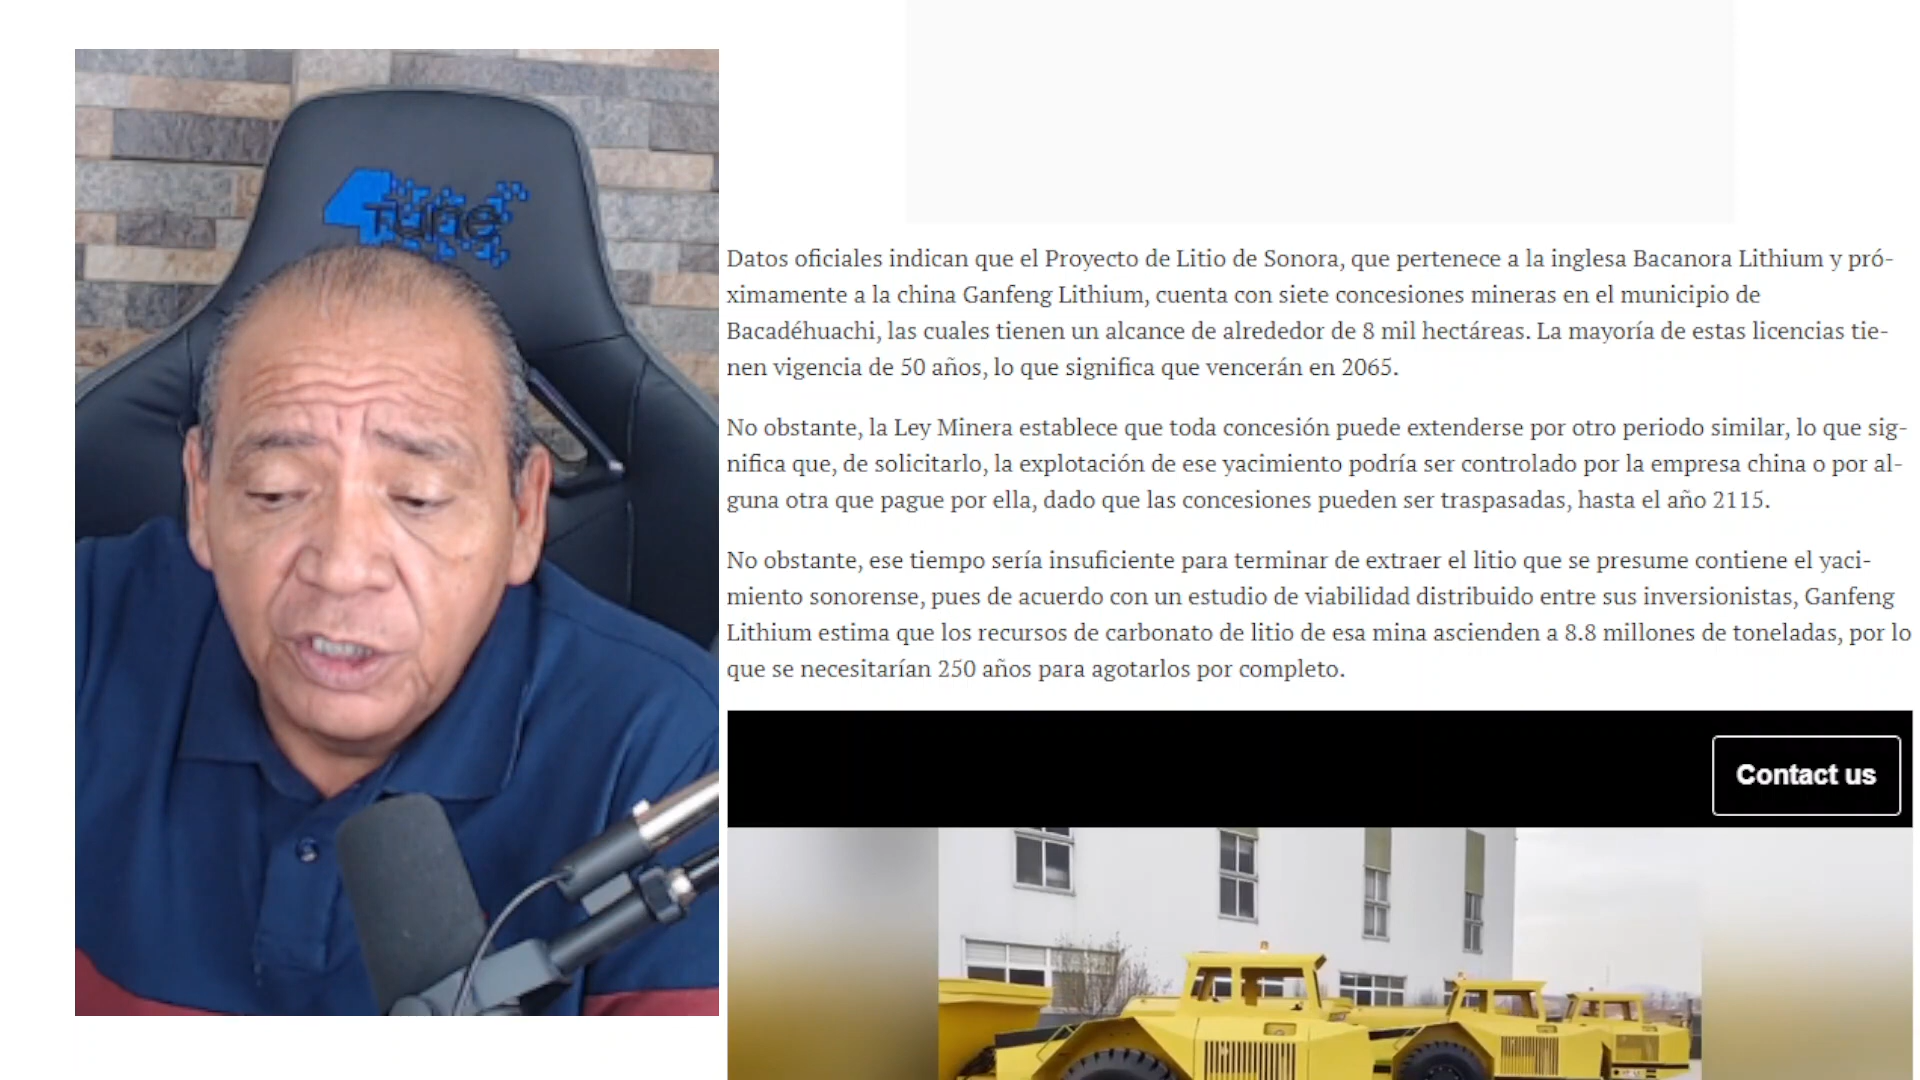 4Tune
Datos oficiales indican que el Proyecto de Litio de Sonora, que pertenece a la inglesa Bacanora Lithium y pró-
ximamente a la china Ganfeng Lithium, cuenta con siete concesiones mineras en el municipio de
Bacadéhuachi, las cuales tienen un alcance de alrededor de 8 mil hectáreas. La mayoría de estas licencias tie-
nen vigencia de 50 años, lo que significa que vencerán en 2065.
No obstante, la Ley Minera establece que toda concesión puede extenderse por otro periodo similar, lo que sig-
nifica que, de solicitarlo, la explotación de ese yacimiento podría ser controlado por la empresa china o por al-
guna otra que pague por ella, dado que las concesiones pueden ser traspasadas, hasta el año 2115.
No obstante, ese tiempo sería insuficiente para terminar de extraer el litio que se presume contiene el yaci-
miento sonorense, pues de acuerdo con un estudio de viabilidad distribuido entre sus inversionistas, Ganfeng
Lithium estima que los recursos de carbonato de litio de esa mina ascienden a 8.8 millones de toneladas, por lo
que se necesitarían 250 años para agotarlos por completo.
Contact us